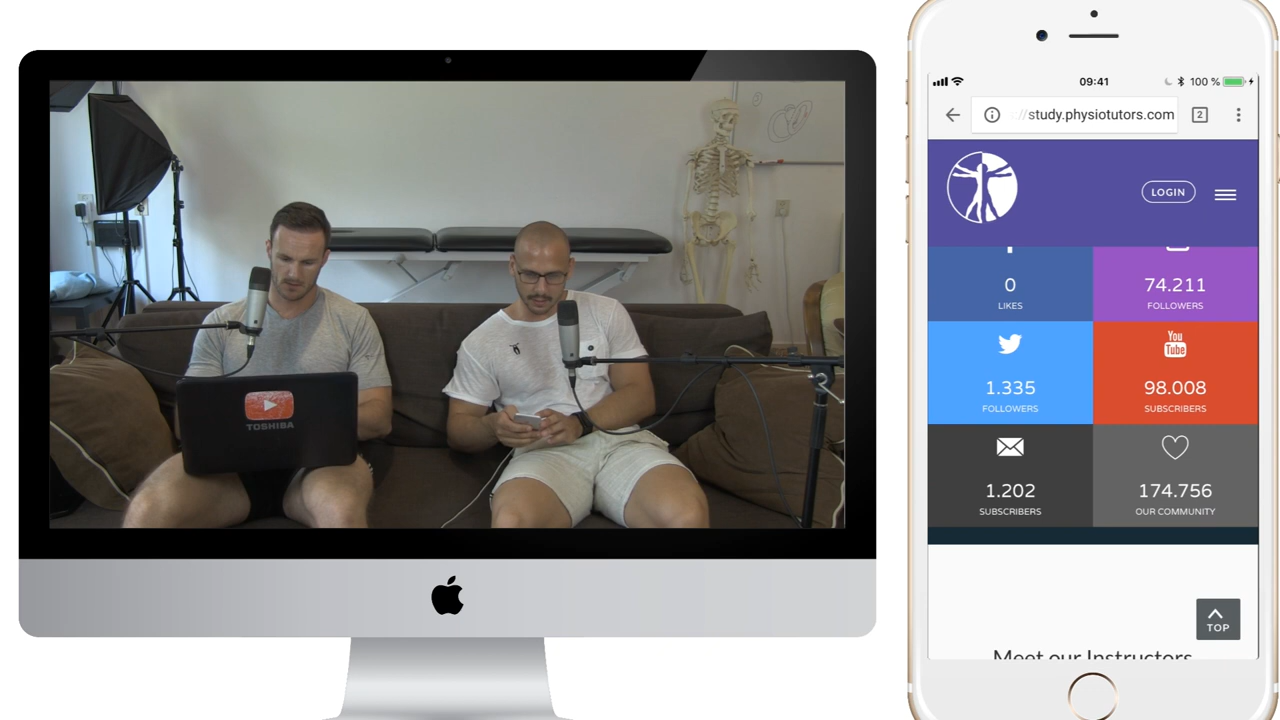 TOSHIBA
09:41
100 %
//study.physiotutors.com
2
LOGIN
0
LIKES
74.211
FOLLOWERS
1.335
FOLLOWERS
You
Tube
98.008
SUBSCRIBERS
1.202
SUBSCRIBERS
174.756
OUR COMMUNITY
TOP
Meet our Instructors